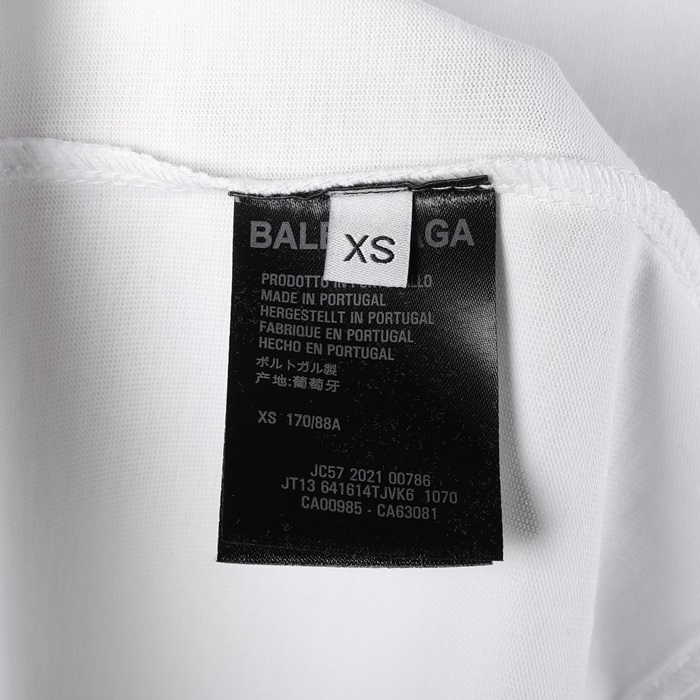 BALE AGA
XS
PRODOTTO IN PORTOGALLO
MADE IN PORTUGAL
HERGESTELLT IN PORTUGAL
FABRIQUE EN PORTUGAL
HECHO EN PORTUGAL
ポルトガル製
产地:葡萄牙
XS 170/88A
JC57 2021 00786
JT13 641614TJVK6 1070
CA00985 - CA63081